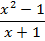 x² − 1
x + 1